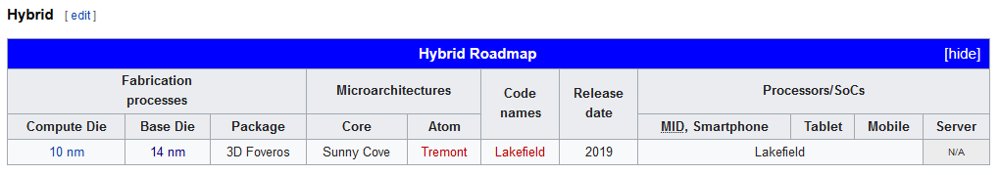 Hybrid [ edit ]
Hybrid Roadmap [hide]
Fabrication
processes
Microarchitectures
Code
names
Release
date
Processors/SoCs
Compute Die Base Die Package Core Atom MID, Smartphone Tablet Mobile Server
10 nm 14 nm 3D Foveros Sunny Cove Tremont Lakefield 2019 Lakefield N/A